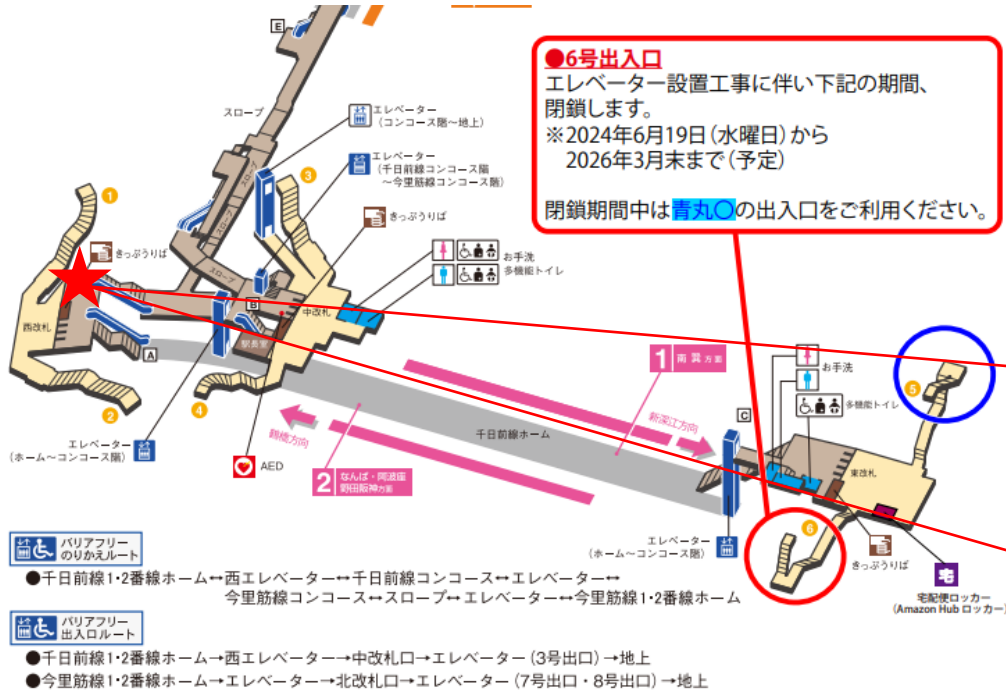 ●6号出入口
エレベーター設置工事に伴い下記の期間、
閉鎖します。
※2024年6月19日(水曜日)から
2026年3月末まで(予定)
閉鎖期間中は青丸〇の出入口をご利用ください。
E
スロープ
エレベーター
(コンコース階〜地上)
エレベーター
(千日前線コンコース階
〜今里筋線コンコース階)
スロープ
スロープ
1
3
きっぷうりば
きっぷうりば
スロープ
お手洗
多機能トイレ
B
中改札
西改札
駅長室
A
2
4
1 南巽方面
お手洗
多機能トイレ
5
新深江方向
C
千日前線ホーム
鶴橋方向
エレベーター
(ホーム〜コンコース階)
AED
2 なんば・阿波座
野田阪神方面
東改札
6
エレベーター
(ホーム〜コンコース階)
きっぷうりば
宅
宅配便ロッカー
(Amazon Hub ロッカー)
バリアフリー
のりかえルート
●千日前線1・2番線ホーム↔西エレベーター↔千日前線コンコース↔エレベーター↔
今里筋線コンコース↔スロープ↔エレベーター↔今里筋線1・2番線ホーム
バリアフリー
出入口ルート
●千日前線1・2番線ホーム→西エレベーター→中改札口→エレベーター(3号出口)→地上
●今里筋線1・2番線ホーム→エレベーター→北改札口→エレベーター(7号出口・8号出口)→地上